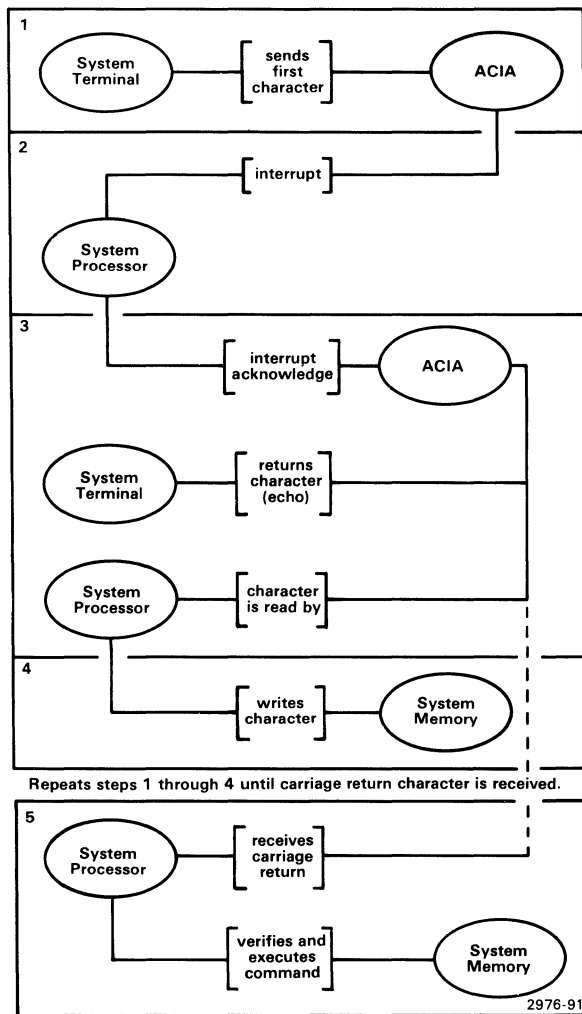 1
System
Terminal
sends
first
character
ACIA
2
interrupt
System
Processor
3
interrupt
acknowledge
ACIA
System
Terminal
returns
character
(echo)
System
Processor
character
is read by
4
writes
character
System
Memory
Repeats steps 1 through 4 until carriage return character is received.
5
System
Processor
receives
carriage
return
verifies and
executes
command
System
Memory
2976-91